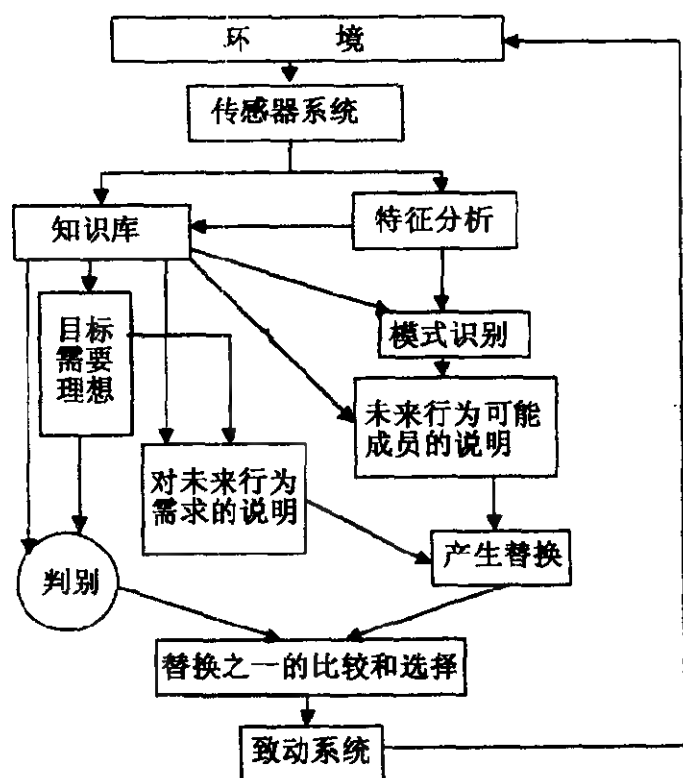 环 境
传感器系统
知识库
特征分析
目标
需要
理想
模式识别
未来行为可能
成员的说明
对未来行为
需求的说明
判别
产生替换
替换之一的比较和选择
致动系统